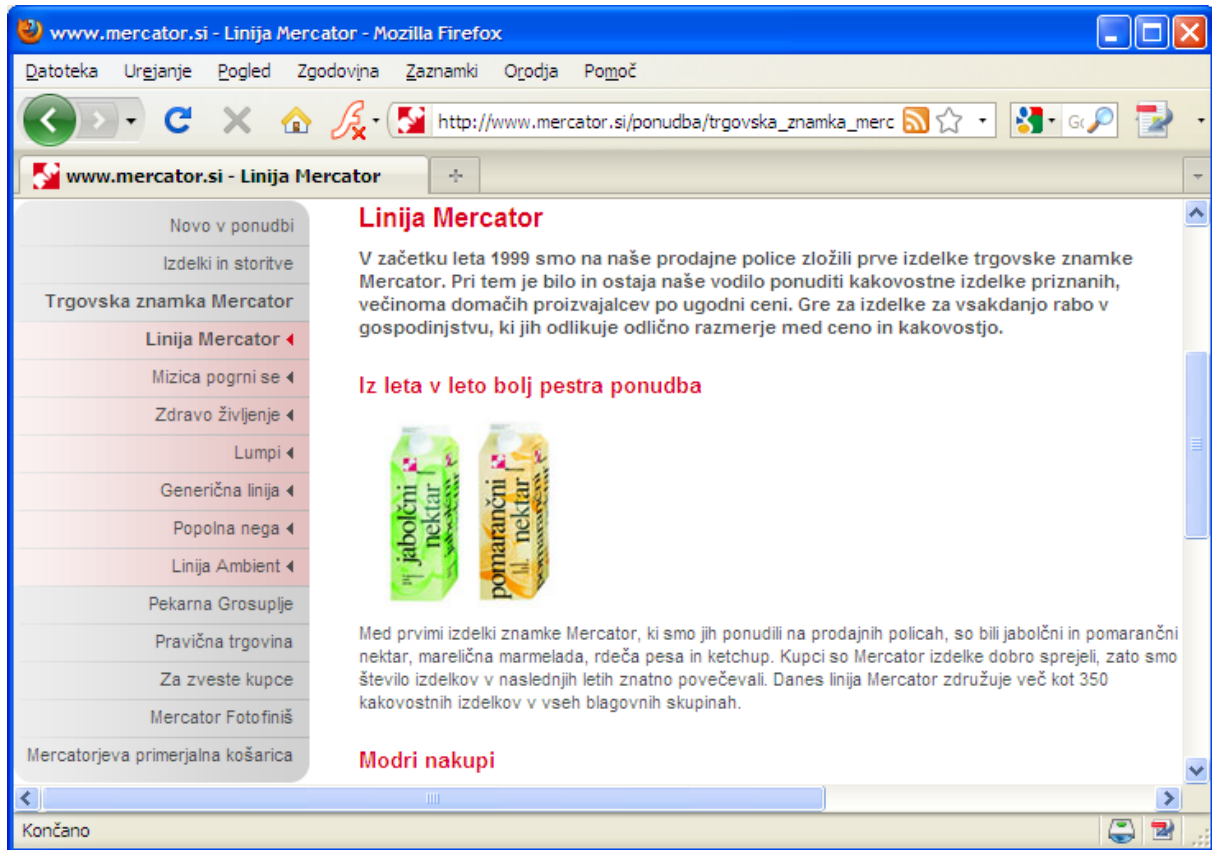 www.mercator.si - Linija Mercator - Mozilla Firefox
Datoteka Urejanje Pogled Zgodovina Zaznamki Orodja Pomoč
http://www.mercator.si/ponudba/trgovska_znamka_merc
www.mercator.si - Linija Mercator
Novo v ponudbi
Izdelki in storitve
Trgovska znamka Mercator
Linija Mercator
Mizica pogrni se
Zdravo življenje
Lumpi
Generična linija
Popolna nega
Linija Ambient
Pekarna Grosuplje
Pravična trgovina
Za zveste kupce
Mercator Fotofiniš
Mercatorjeva primerjalna košarica
Linija Mercator
V začetku leta 1999 smo na naše prodajne police zložili prve izdelke trgovske znamke
Mercator. Pri tem je bilo in ostaja naše vodilo ponuditi kakovostne izdelke priznanih,
večinoma domačih proizvajalcev po ugodni ceni. Gre za izdelke za vsakdanjo rabo v
gospodinjstvu, ki jih odlikuje odlično razmerje med ceno in kakovostjo.
Iz leta v leto bolj pestra ponudba
jabolčni
nektar
pomarančni
nektar
Med prvimi izdelki znamke Mercator, ki smo jih ponudili na prodajnih policah, so bili jabolčni in pomarančni
nektar, marelična marmelada, rdeča pesa in ketchup. Kupci so Mercator izdelke dobro sprejeli, zato smo
število izdelkov v naslednjih letih znatno povečevali. Danes linija Mercator združuje več kot 350
kakovostnih izdelkov v vseh blagovnih skupinah.
Modri nakupi
Končano